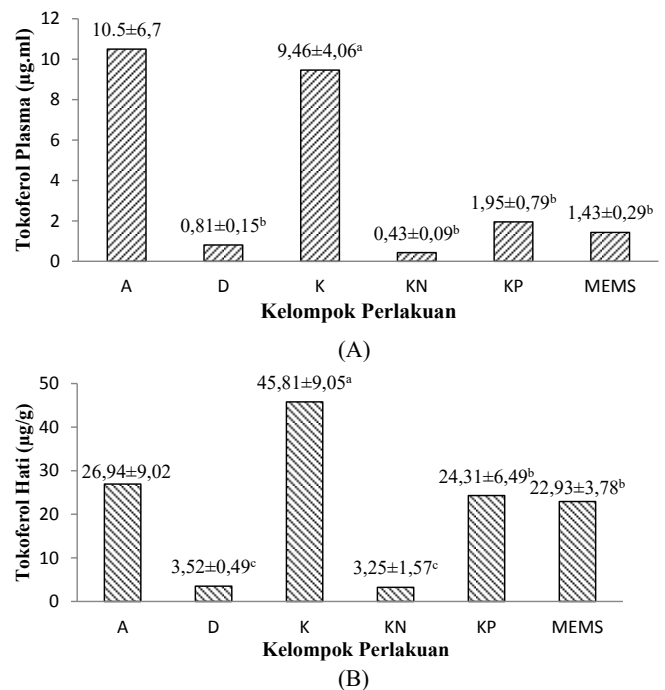 12
10
8
6
4
2
0
Tokoferol Plasma (µg.ml)
10.5±6,7
0,81±0,15ᵇ
9,46±4,06ᵃ
0,43±0,09ᵇ
1,95±0,79ᵇ
1,43±0,29ᵇ
A D K KN KP MEMS
Kelompok Perlakuan
(A)
50
40
30
20
10
0
Tokoferol Hati (µg/g)
26,94±9,02
3,52±0,49ᶜ
45,81±9,05ᵃ
3,25±1,57ᶜ
24,31±6,49ᵇ
22,93±3,78ᵇ
A D K KN KP MEMS
Kelompok Perlakuan
(B)